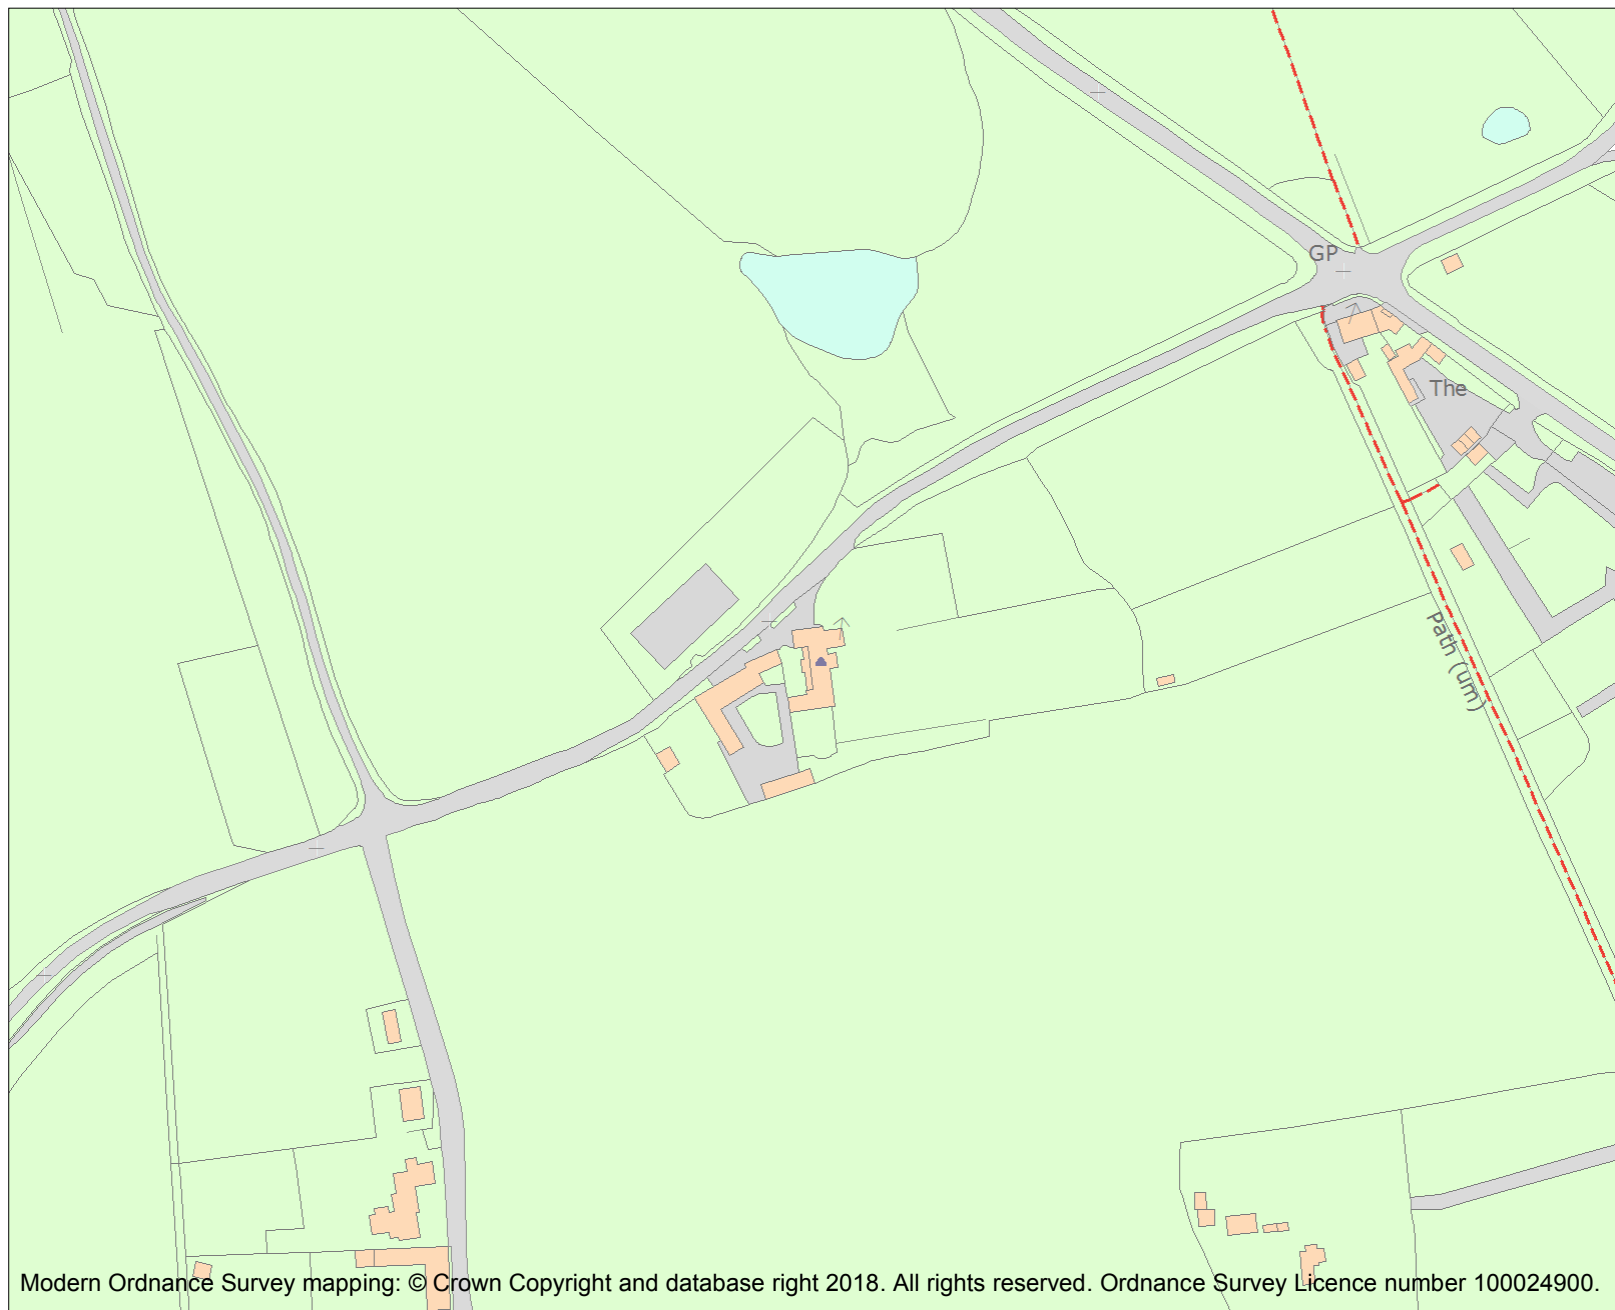 GP
The
Path (um)
Modern Ordnance Survey mapping: © Crown Copyright and database right 2018. All rights reserved. Ordnance Survey Licence number 100024900.